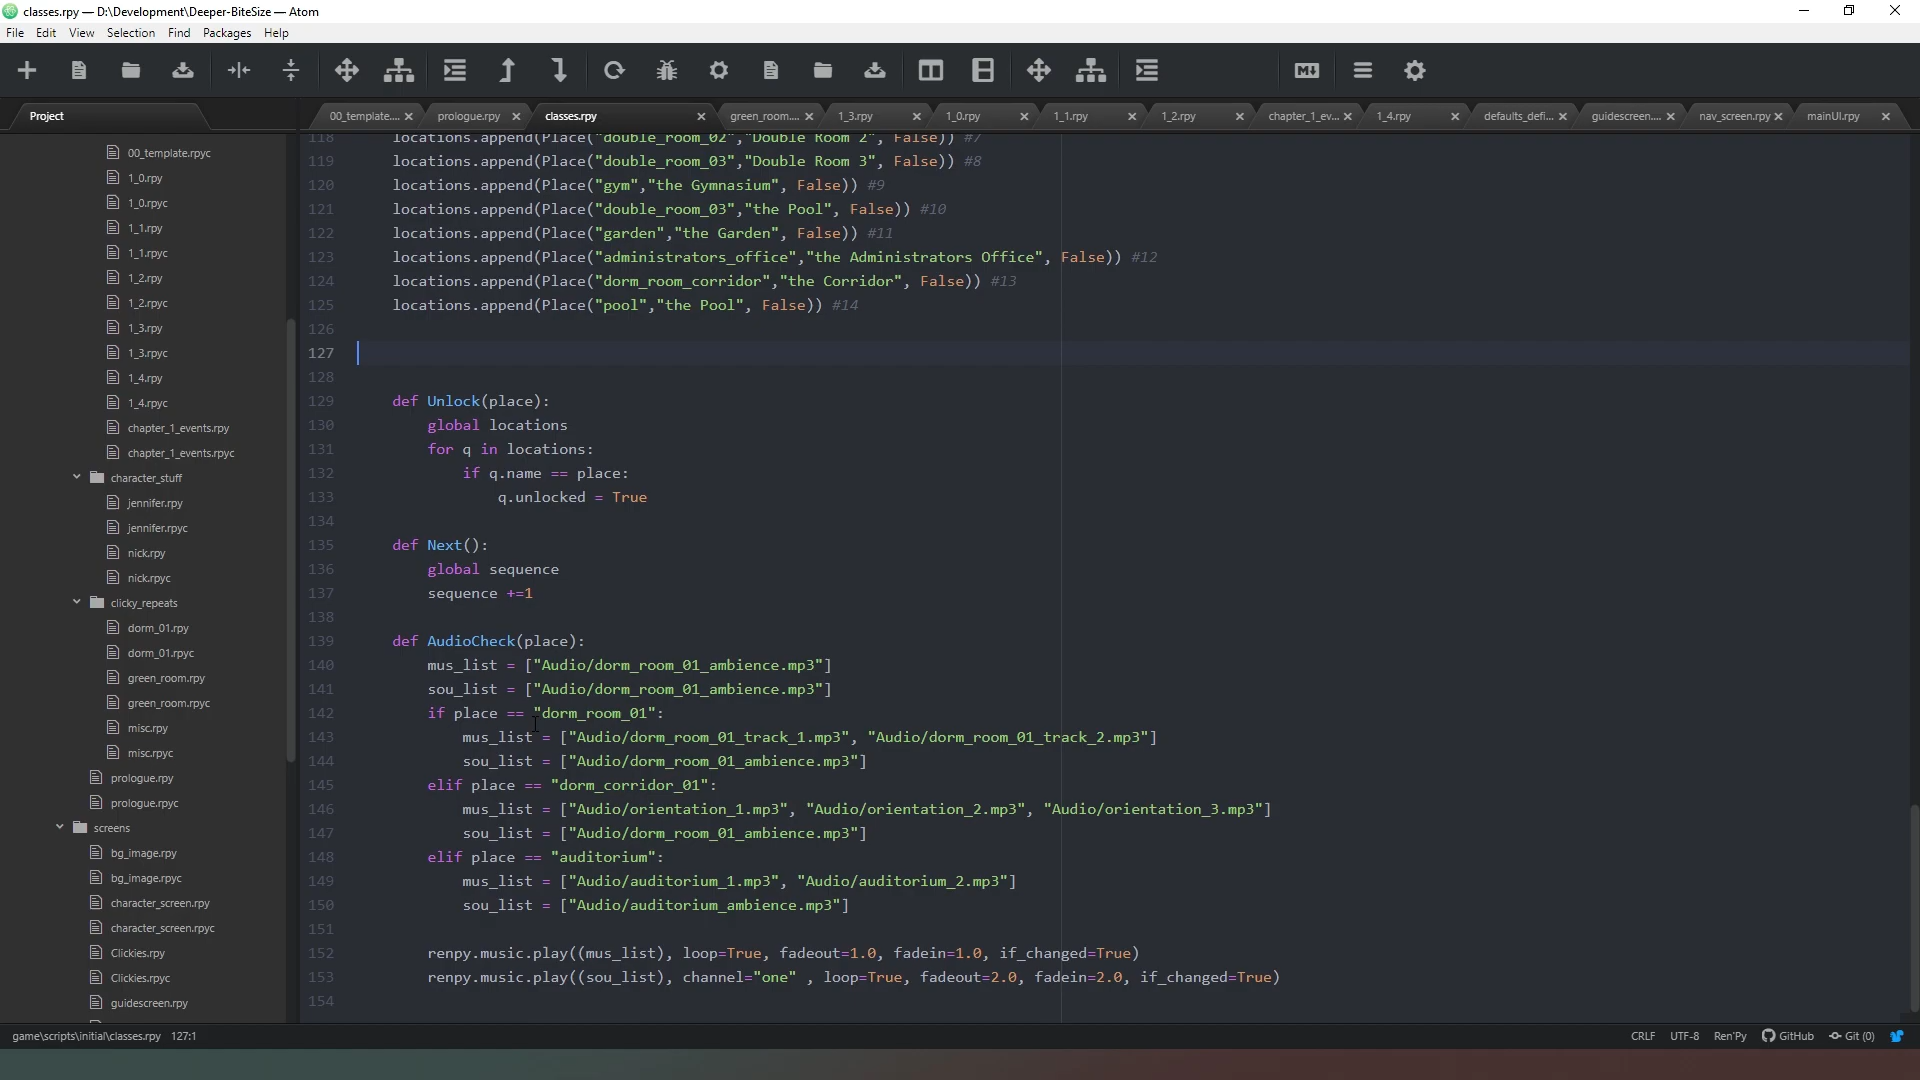 classes.rpy — D:\Development\Deeper-BiteSize — Atom
File Edit View Selection Find Packages Help
Project
00_template.... prologue.rpy classes.rpy green_room.... 1_3.rpy 1_0.rpy 1_1.rpy 1_2.rpy chapter_1_ev... 1_4.rpy defaults_defi... guidescreen.... nav_screen.rpy mainUI.rpy
00_template.rpyc
1_0.rpy
1_0.rpyc
1_1.rpy
1_1.rpyc
1_2.rpy
1_2.rpyc
1_3.rpy
1_3.rpyc
1_4.rpy
1_4.rpyc
chapter_1_events.rpy
chapter_1_events.rpyc
character_stuff
jennifer.rpy
jennifer.rpyc
nick.rpy
nick.rpyc
clicky_repeats
dorm_01.rpy
dorm_01.rpyc
green_room.rpy
green_room.rpyc
misc.rpy
misc.rpyc
prologue.rpy
prologue.rpyc
screens
bg_image.rpy
bg_image.rpyc
character_screen.rpy
character_screen.rpyc
Clickies.rpy
Clickies.rpyc
guidescreen.rpy
118 locations.append(Place("double_room_02","Double Room 2", False)) #7
119 locations.append(Place("double_room_03","Double Room 3", False)) #8
120 locations.append(Place("gym","the Gymnasium", False)) #9
121 locations.append(Place("double_room_03","the Pool", False)) #10
122 locations.append(Place("garden","the Garden", False)) #11
123 locations.append(Place("administrators_office","the Administrators Office", False)) #12
124 locations.append(Place("dorm_room_corridor","the Corridor", False)) #13
125 locations.append(Place("pool","the Pool", False)) #14
126
127
128
129 def Unlock(place):
130 global locations
131 for q in locations:
132 if q.name == place:
133 q.unlocked = True
134
135 def Next():
136 global sequence
137 sequence +=1
138
139 def AudioCheck(place):
140 mus_list = ["Audio/dorm_room_01_ambience.mp3"]
141 sou_list = ["Audio/dorm_room_01_ambience.mp3"]
142 if place == "dorm_room_01":
143 mus_list = ["Audio/dorm_room_01_track_1.mp3", "Audio/dorm_room_01_track_2.mp3"]
144 sou_list = ["Audio/dorm_room_01_ambience.mp3"]
145 elif place == "dorm_corridor_01":
146 mus_list = ["Audio/orientation_1.mp3", "Audio/orientation_2.mp3", "Audio/orientation_3.mp3"]
147 sou_list = ["Audio/dorm_room_01_ambience.mp3"]
148 elif place == "auditorium":
149 mus_list = ["Audio/auditorium_1.mp3", "Audio/auditorium_2.mp3"]
150 sou_list = ["Audio/auditorium_ambience.mp3"]
151
152 renpy.music.play((mus_list), loop=True, fadeout=1.0, fadein=1.0, if_changed=True)
153 renpy.music.play((sou_list), channel="one" , loop=True, fadeout=2.0, fadein=2.0, if_changed=True)
154
game\scripts\initial\classes.rpy 127:1 CRLF UTF-8 Ren'Py GitHub Git (0)